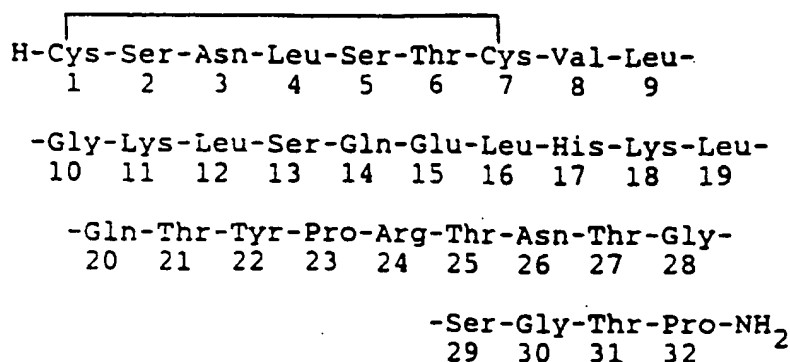 H-Cys-Ser-Asn-Leu-Ser-Thr-Cys-Val-Leu-
1 2 3 4 5 6 7 8 9
-Gly-Lys-Leu-Ser-Gln-Glu-Leu-His-Lys-Leu-
10 11 12 13 14 15 16 17 18 19
-Gln-Thr-Tyr-Pro-Arg-Thr-Asn-Thr-Gly-
20 21 22 23 24 25 26 27 28
-Ser-Gly-Thr-Pro-NH2
29 30 31 32